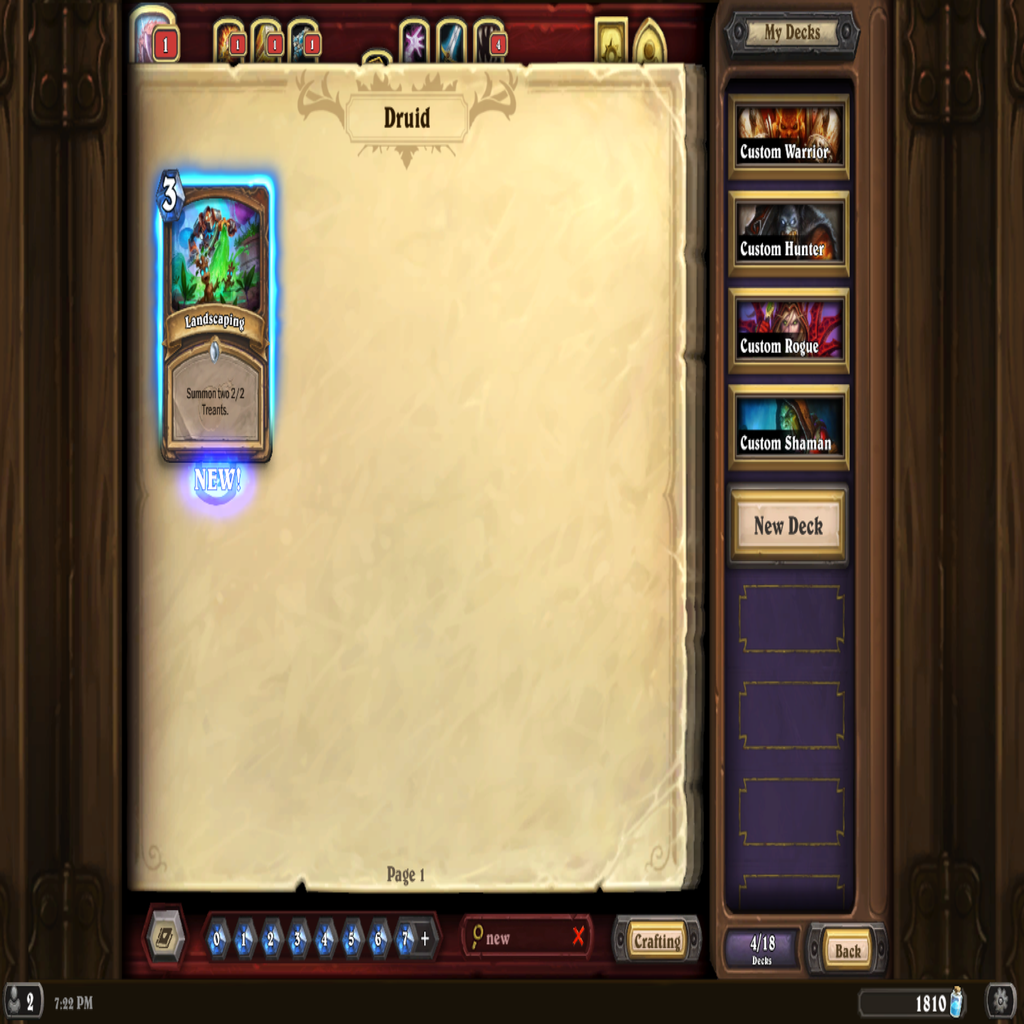 1
1
1
1
4
My Decks
Druid
3
Landscaping
Summon two 2/2
Treants.
NEW!
Custom Warrior
Custom Hunter
Custom Rogue
Custom Shaman
New Deck
Page 1
0
1
2
3
4
5
6
7 +
new
Crafting
4/18
Decks
Back
2
7:22 PM
1810